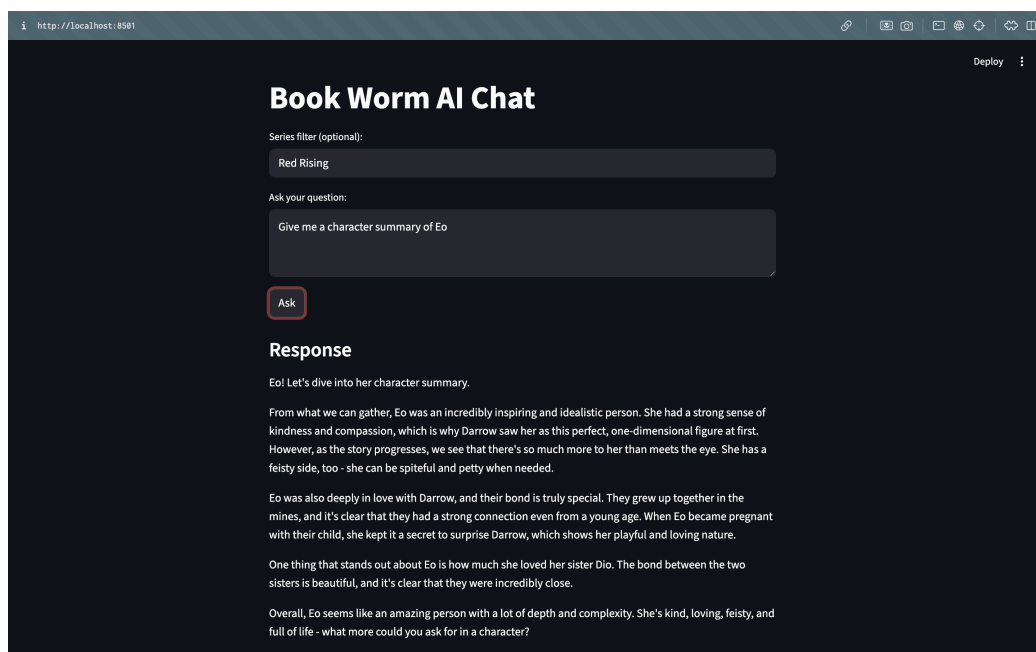 i http://localhost:8501
Deploy
Book Worm AI Chat
Series filter (optional):
Red Rising
Ask your question:
Give me a character summary of Eo
Ask
Response
Eo! Let's dive into her character summary.
From what we can gather, Eo was an incredibly inspiring and idealistic person. She had a strong sense of
kindness and compassion, which is why Darrow saw her as this perfect, one-dimensional figure at first.
However, as the story progresses, we see that there's so much more to her than meets the eye. She has a
feisty side, too - she can be spiteful and petty when needed.
Eo was also deeply in love with Darrow, and their bond is truly special. They grew up together in the
mines, and it's clear that they had a strong connection even from a young age. When Eo became pregnant
with their child, she kept it a secret to surprise Darrow, which shows her playful and loving nature.
One thing that stands out about Eo is how much she loved her sister Dio. The bond between the two
sisters is beautiful, and it's clear that they were incredibly close.
Overall, Eo seems like an amazing person with a lot of depth and complexity. She's kind, loving, feisty, and
full of life - what more could you ask for in a character?